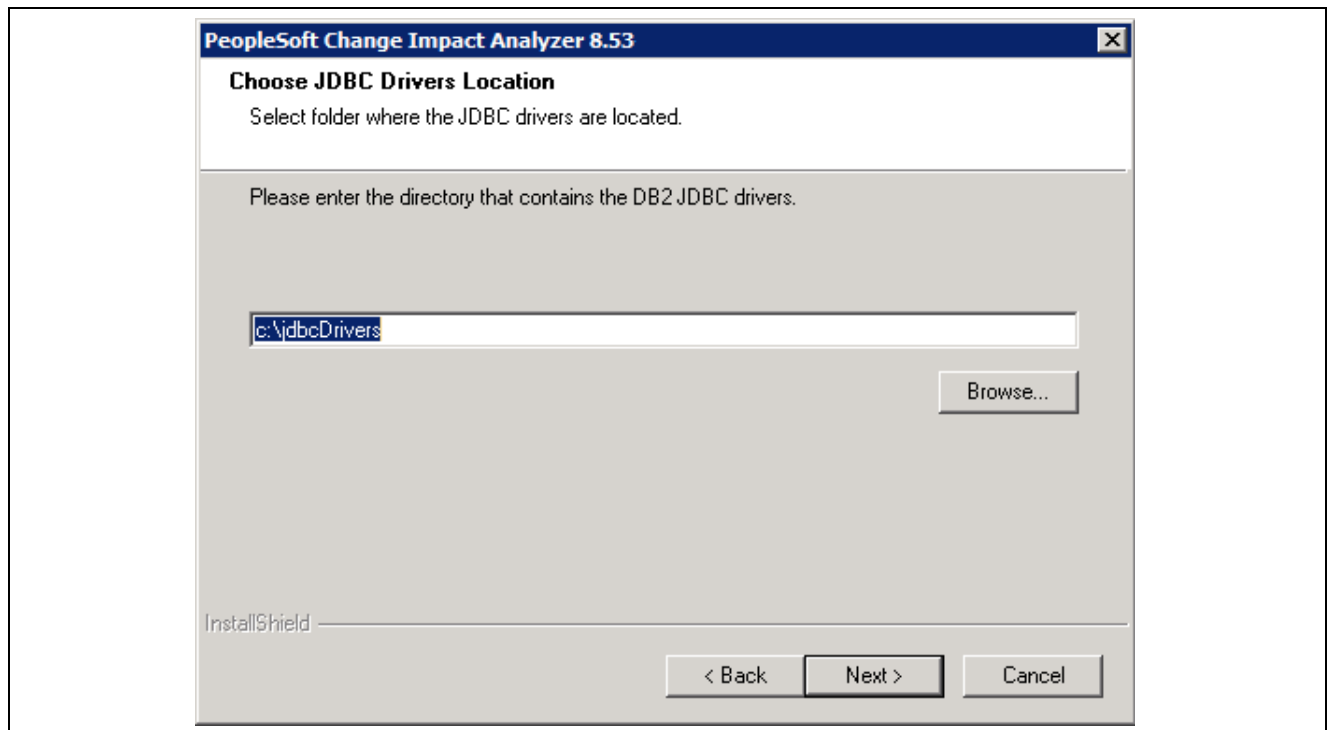 PeopleSoft Change Impact Analyzer 8.53
Choose JDBC Drivers Location
Select folder where the JDBC drivers are located.
Please enter the directory that contains the DB2 JDBC drivers.
c:\jdbcDrivers
Browse...
InstallShield
< Back Next > Cancel